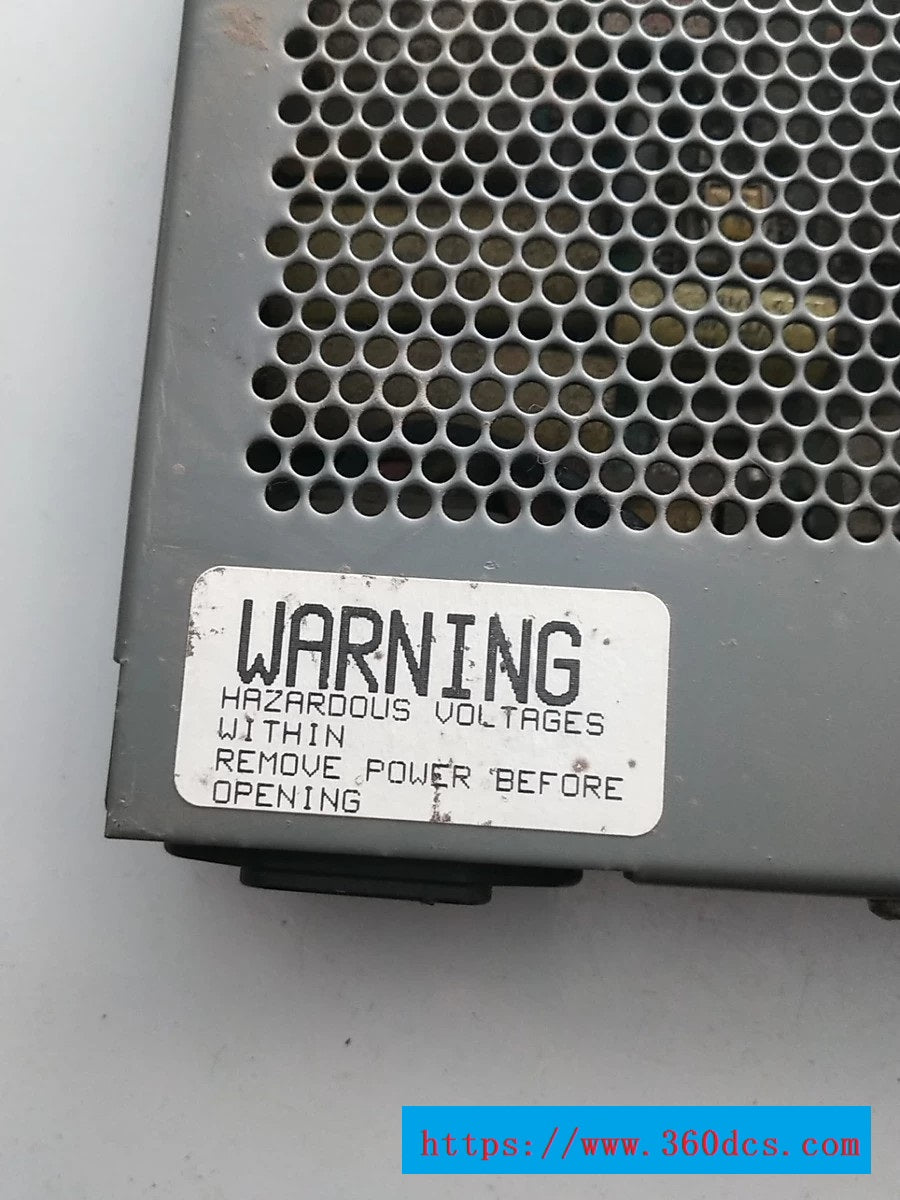 WARNING
HAZARDOUS VOLTAGES
WITHIN
REMOVE POWER BEFORE
OPENING
https://www.360dcs.com